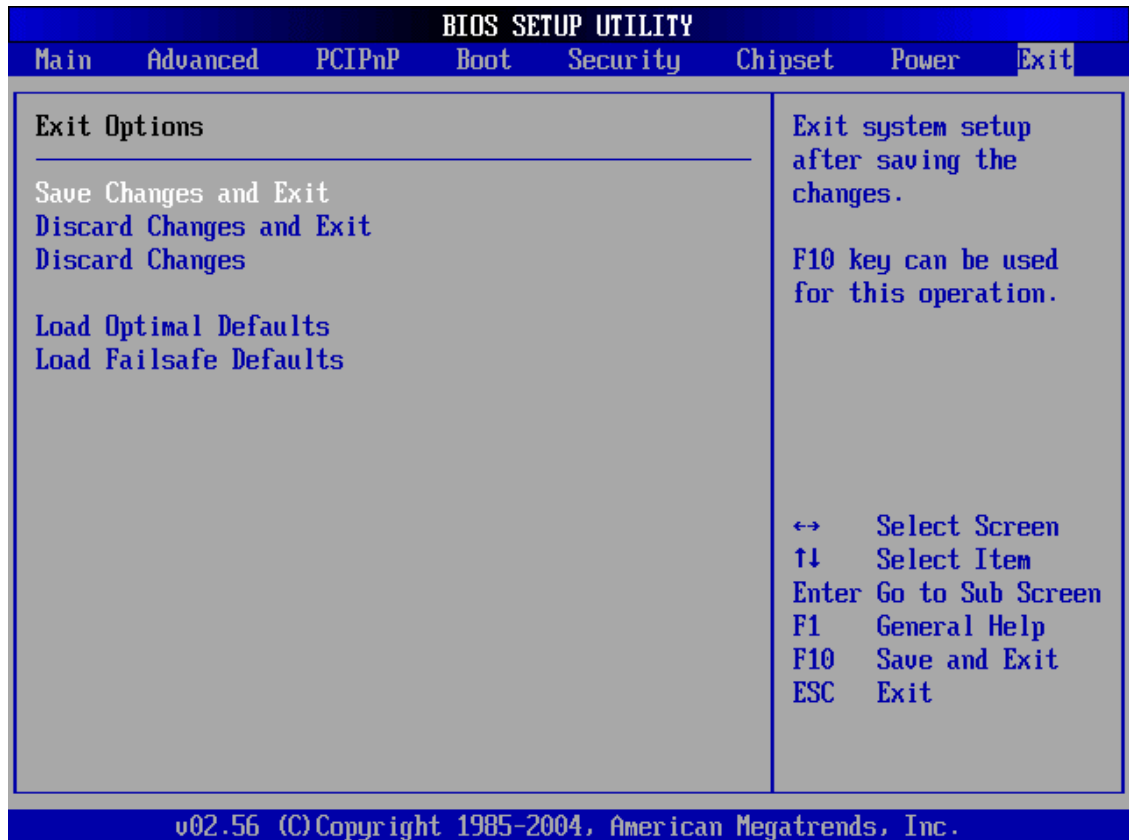 BIOS SETUP UTILITY
Main Advanced PCIPnP Boot Security Chipset Power Exit
Exit Options
Save Changes and Exit
Discard Changes and Exit
Discard Changes
Load Optimal Defaults
Load Failsafe Defaults
Exit system setup
after saving the
changes.
F10 key can be used
for this operation.
←→ Select Screen
↑↓ Select Item
Enter Go to Sub Screen
F1 General Help
F10 Save and Exit
ESC Exit
v02.56 (C)Copyright 1985-2004, American Megatrends, Inc.